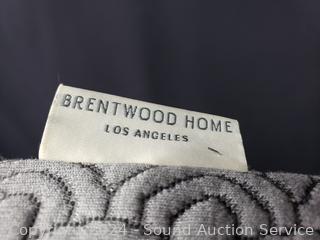 BRENTWOOD HOME
LOS ANGELES
Copyright 2024 - Sound Auction Service